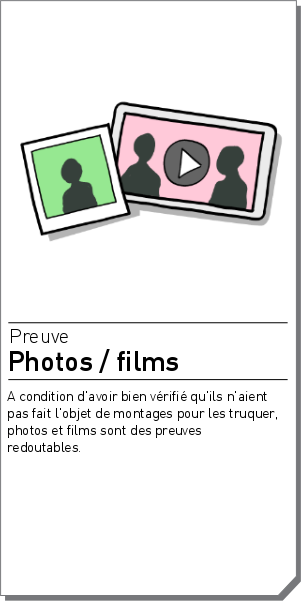 Preuve
Photos / films
A condition d'avoir bien vérifié qu'ils n'aient
pas fait l'objet de montages pour les truquer,
photos et films sont des preuves
redoutables.